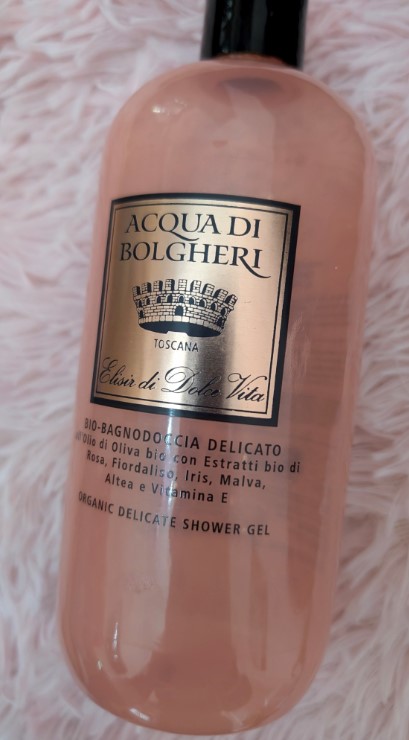 ACQUA DI
BOLGHERI
TOSCANA
Elisir di Dolce Vita
BIO-BAGNODOCCIA DELICATO
all'Olio di Oliva bio con Estratti bio di
Rosa, Fiordaliso, Iris, Malva,
Altea e Vitamina E
ORGANIC DELICATE SHOWER GEL